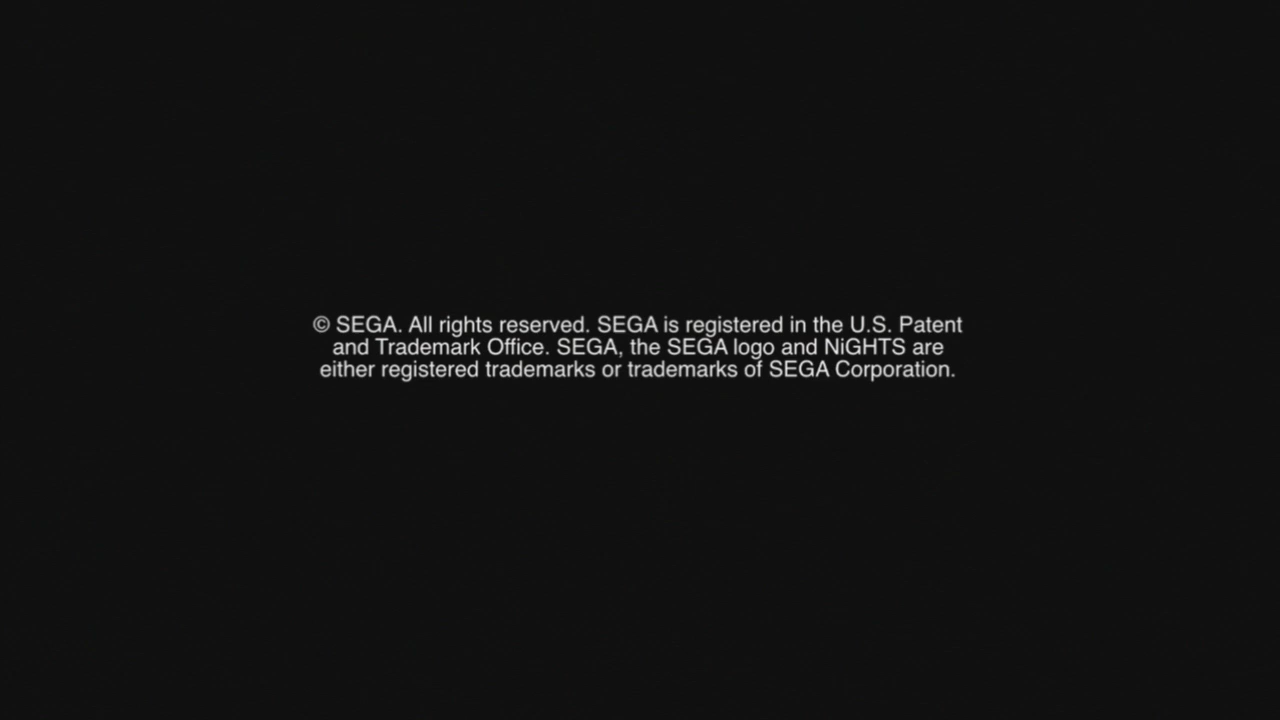 © SEGA. All rights reserved. SEGA is registered in the U.S. Patent
and Trademark Office. SEGA, the SEGA logo and NiGHTS are
either registered trademarks or trademarks of SEGA Corporation.